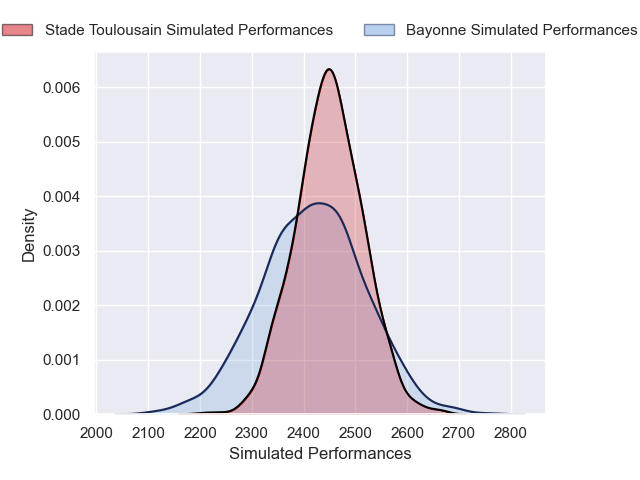 Stade Toulousain Simulated Performances
Bayonne Simulated Performances
0.006
0.005
0.004
0.003
0.002
0.001
0.000
Density
2000 2100 2200 2300 2400 2500 2600 2700 2800
Simulated Performances